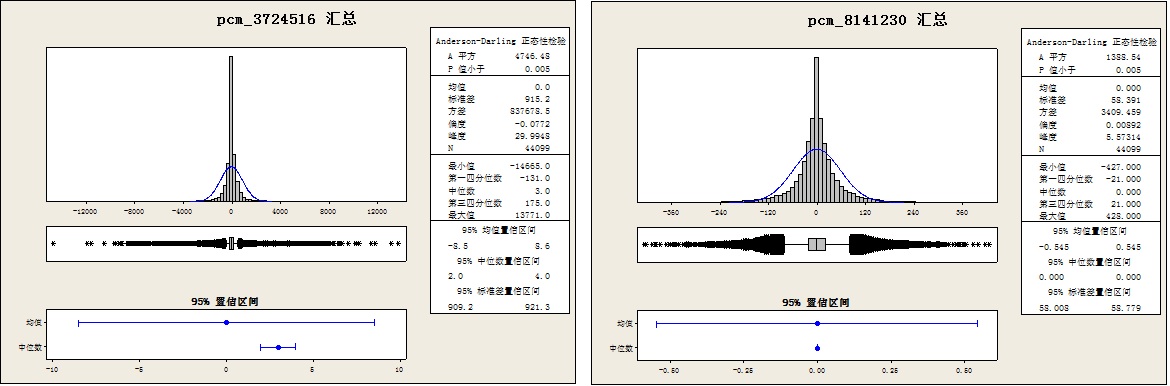 pcm_3724516 汇总
Anderson-Darling 正态性检验
A 平方 4746.48
P 值小于 0.005
均值 0.0
标准差 915.2
方差 837678.5
偏度 -0.0772
峰度 29.9948
N 44099
最小值 -14665.0
第一四分位数 -131.0
中位数 3.0
第三四分位数 175.0
最大值 13771.0
95% 均值置信区间
-8.5 8.6
95% 中位数置信区间
2.0 4.0
95% 标准差置信区间
909.2 921.3
-12000 -8000 -4000 0 4000 8000 12000
95% 置信区间
均值
中位数
-10 -5 0 5 10
pcm_8141230 汇总
Anderson-Darling 正态性检验
A 平方 1388.54
P 值小于 0.005
均值 0.000
标准差 58.391
方差 3409.459
偏度 0.00892
峰度 5.57314
N 44099
最小值 -427.000
第一四分位数 -21.000
中位数 0.000
第三四分位数 21.000
最大值 428.000
95% 均值置信区间
-0.545 0.545
95% 中位数置信区间
0.000 0.000
95% 标准差置信区间
58.008 58.779
-360 -240 -120 0 120 240 360
95% 置信区间
均值
中位数
-0.50 -0.25 0.00 0.25 0.50